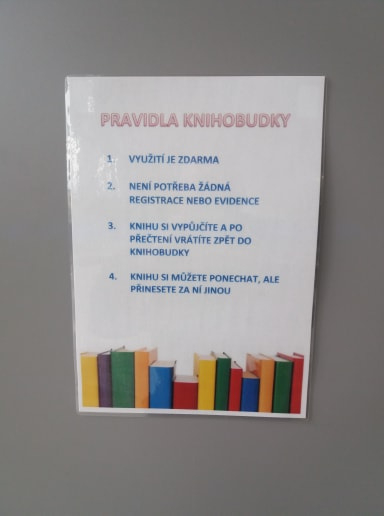 PRAVIDLA KNIHOBUDKY
1. VYUŽITÍ JE ZDARMA
2. NENÍ POTŘEBA ŽÁDNÁ
REGISTRACE NEBO EVIDENCE
3. KNIHU SI VYPŮJČÍTE A PO
PŘEČTENÍ VRÁTÍTE ZPĚT DO
KNIHOBUDKY
4. KNIHU SI MŮŽETE PONECHAT, ALE
PŘINESETE ZA NÍ JINOU